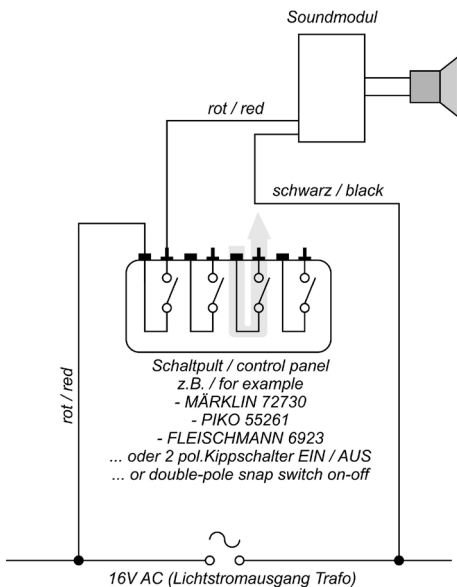 Soundmodul
rot / red
schwarz / black
rot / red
Schaltpult / control panel
z.B. / for example
- MÄRKLIN 72730
- PIKO 55261
- FLEISCHMANN 6923
... oder 2 pol.Kippschalter EIN / AUS
... or double-pole snap switch on-off
16V AC (Lichtstromausgang Trafo)